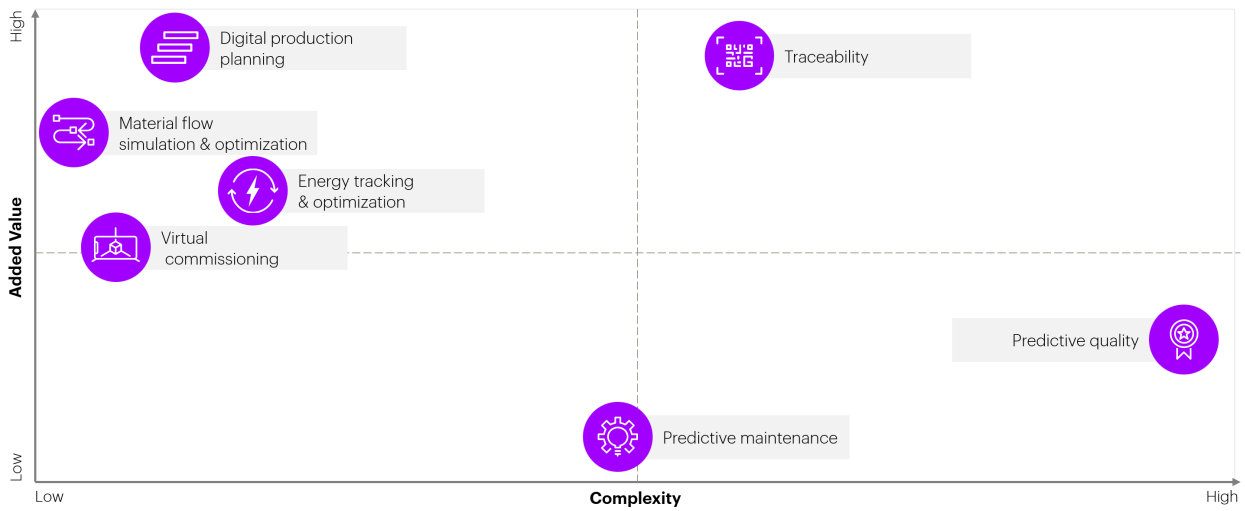 High
Digital production
planning
Traceability
Material flow
simulation & optimization
Energy tracking
& optimization
Virtual
commissioning
Added Value
Predictive quality
Predictive maintenance
Low
Low
Complexity
High